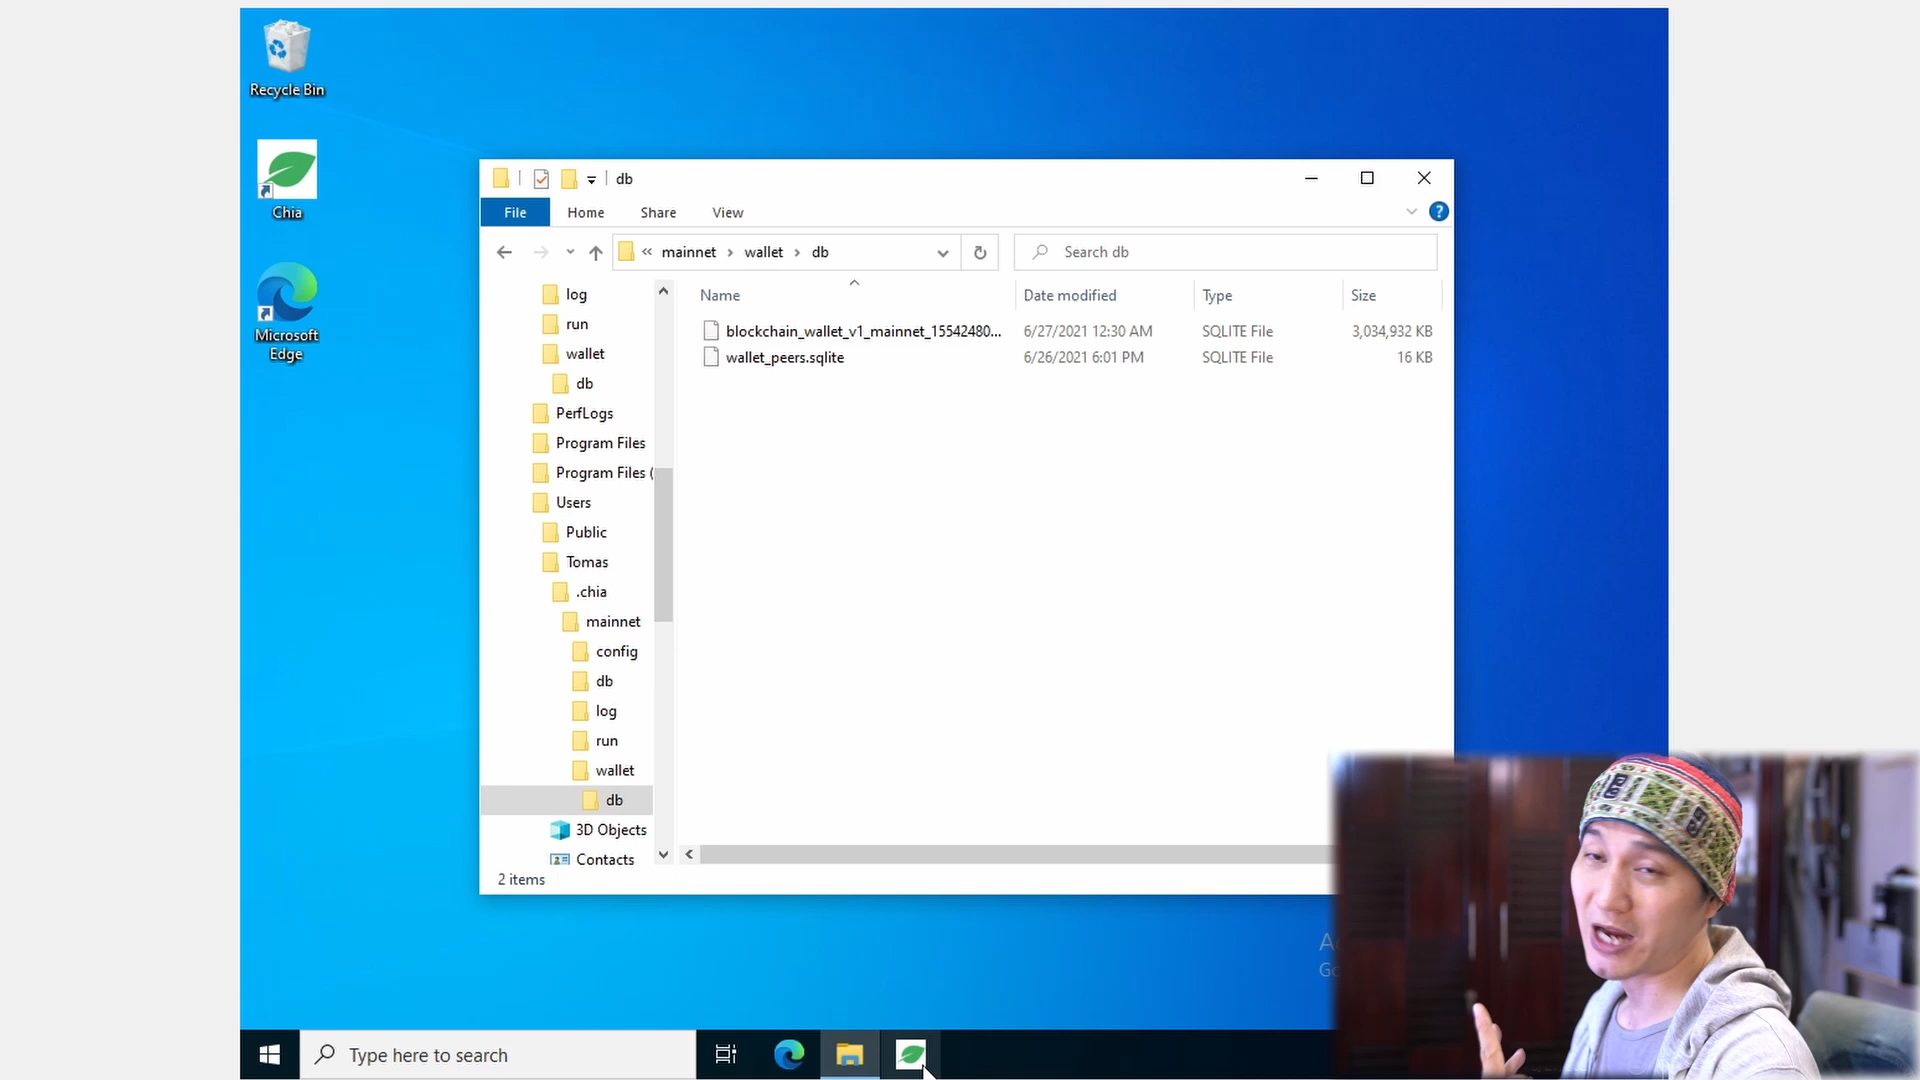 Recycle Bin
Chia
Microsoft
Edge
db
File
Home
Share
View
?
« mainnet › wallet › db
Search db
log
run
wallet
db
PerfLogs
Program Files
Program Files (
Users
Public
Tomas
.chia
mainnet
config
db
log
run
wallet
db
3D Objects
Contacts
Name Date modified Type Size
blockchain_wallet_v1_mainnet_15542480... 6/27/2021 12:30 AM SQLITE File 3,034,932 KB
wallet_peers.sqlite 6/26/2021 6:01 PM SQLITE File 16 KB
2 items
Go
Type here to search